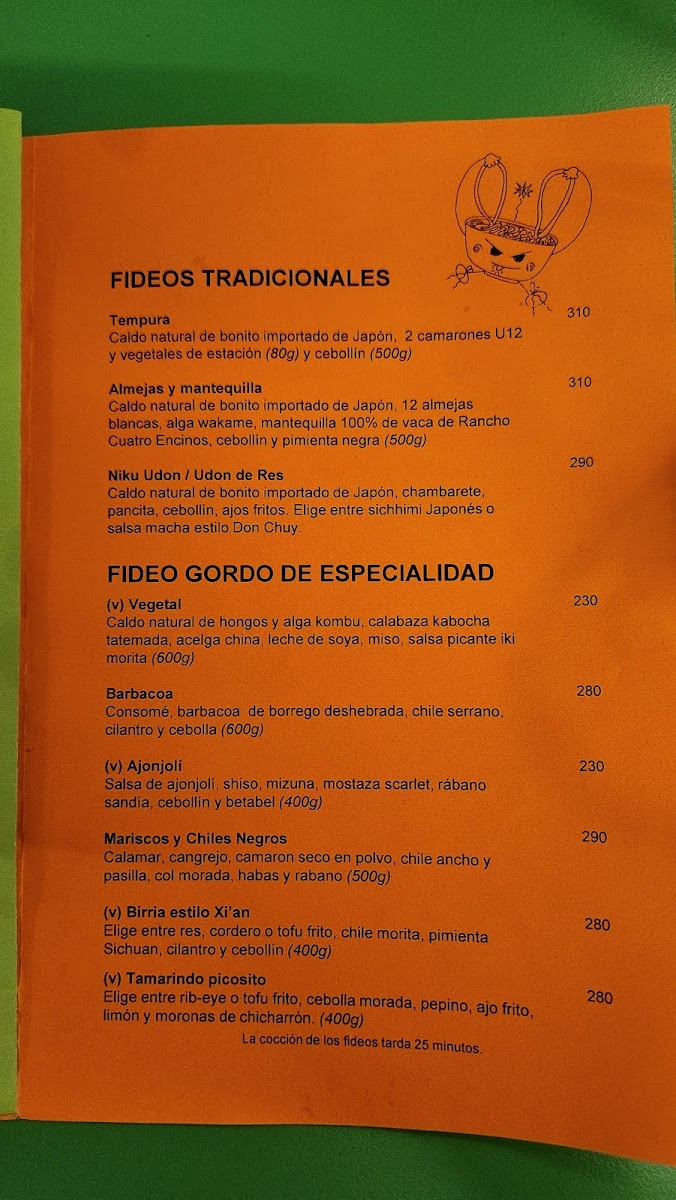 FIDEOS TRADICIONALES
Tempura 310
Caldo natural de bonito importado de Japón, 2 camarones U12
y vegetales de estación (80g) y cebollín (500g)
Almejas y mantequilla 310
Caldo natural de bonito importado de Japón, 12 almejas
blancas, alga wakame, mantequilla 100% de vaca de Rancho
Cuatro Encinos, cebollín y pimienta negra (500g)
Niku Udon / Udon de Res 290
Caldo natural de bonito importado de Japón, chambarete,
pancita, cebollín, ajos fritos. Elige entre sichhimi Japonés o
salsa macha estilo Don Chuy.
FIDEO GORDO DE ESPECIALIDAD
(v) Vegetal 230
Caldo natural de hongos y alga kombu, calabaza kabocha
tatemada, acelga china, leche de soya, miso, salsa picante iki
morita (600g)
Barbacoa 280
Consomé, barbacoa de borrego deshebrada, chile serrano,
cilantro y cebolla (600g)
(v) Ajonjolí 230
Salsa de ajonjolí, shiso, mizuna, mostaza scarlet, rábano
sandía, cebollín y betabel (400g)
Mariscos y Chiles Negros 290
Calamar, cangrejo, camaron seco en polvo, chile ancho y
pasilla, col morada, habas y rabano (500g)
(v) Birria estilo Xi'an 280
Elige entre res, cordero o tofu frito, chile morita, pimienta
Sichuan, cilantro y cebollín (400g)
(v) Tamarindo picosito 280
Elige entre rib-eye o tofu frito, cebolla morada, pepino, ajo frito,
limón y moronas de chicharrón. (400g)
La cocción de los fideos tarda 25 minutos.